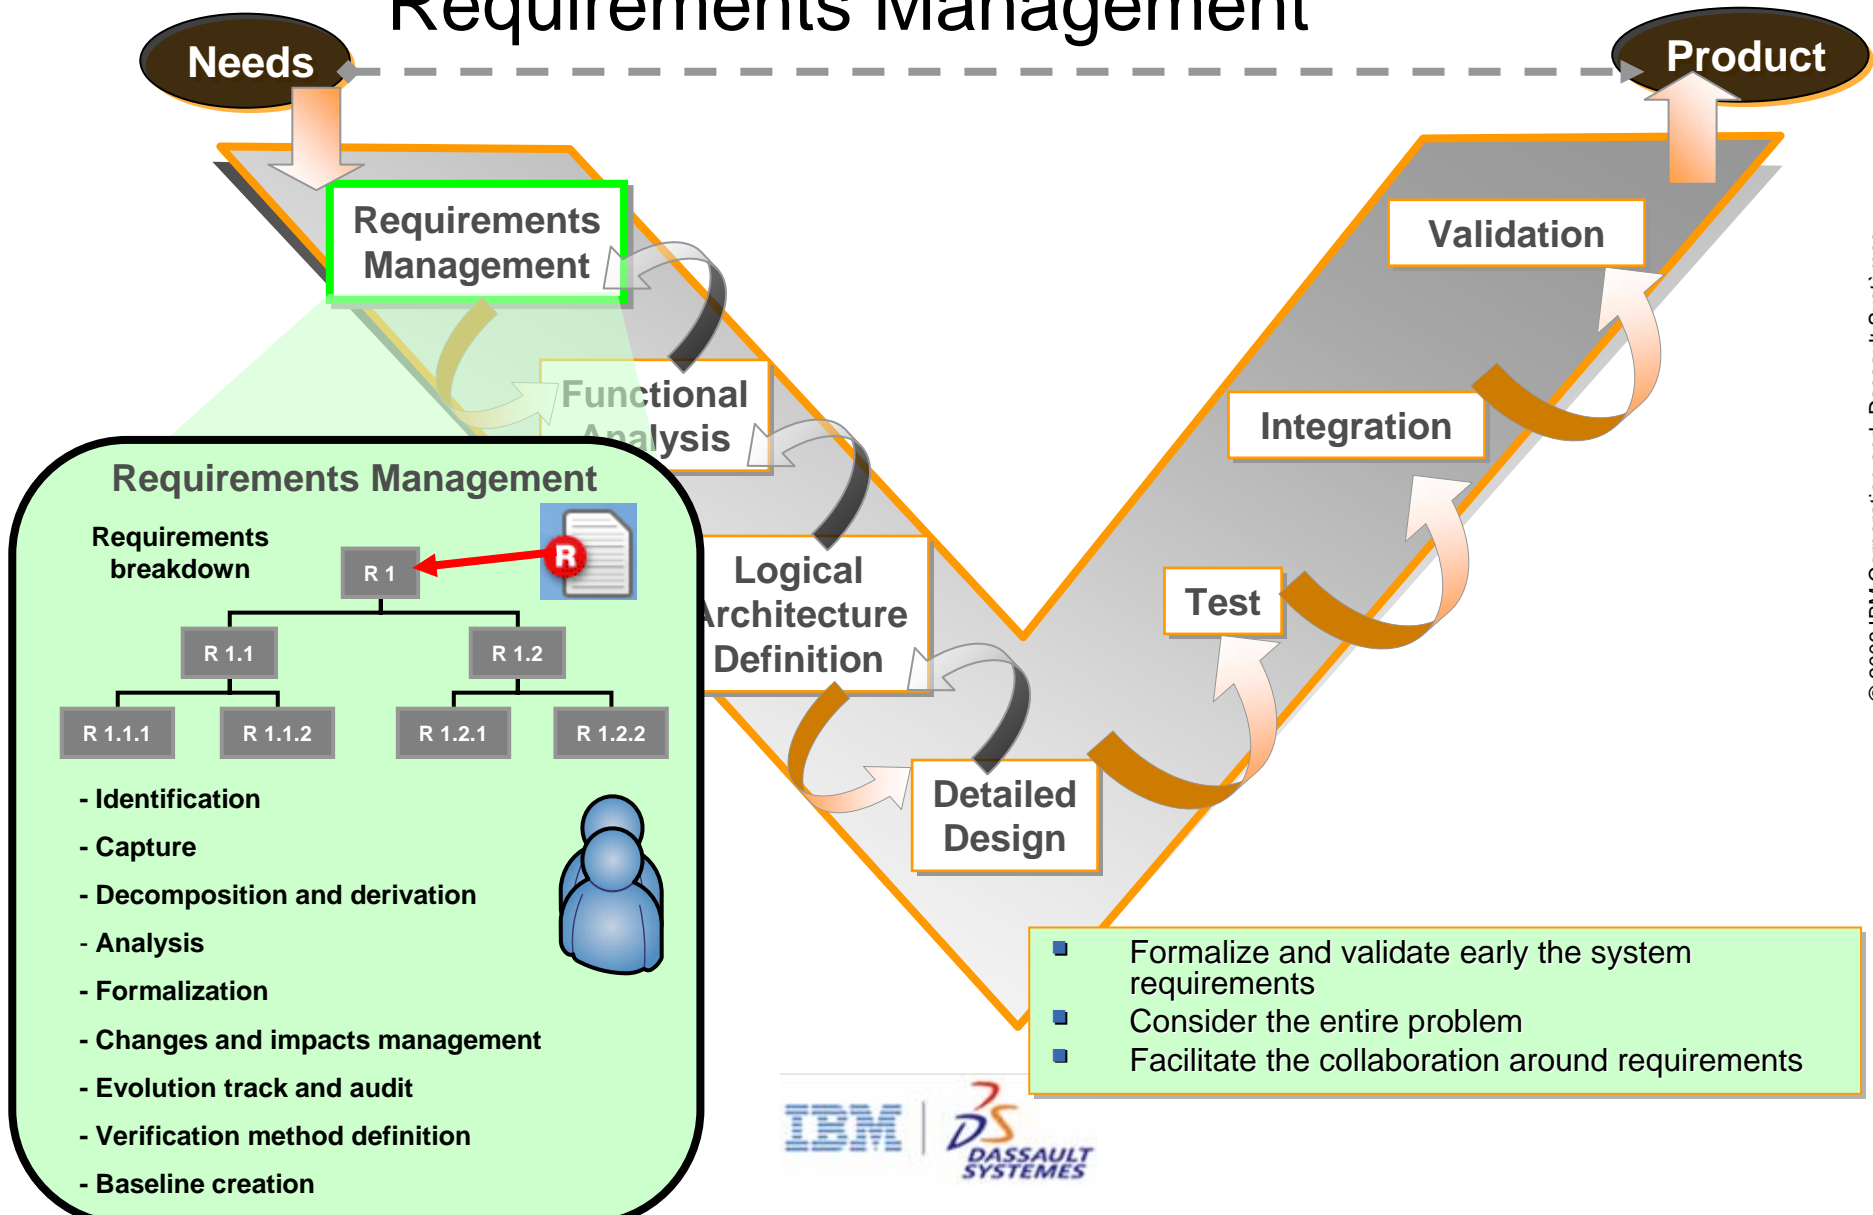 Requirements Management
Needs
Product
Requirements
Management
Validation
Functional
Analysis
Integration
Requirements Management
Requirements
breakdown
R
R 1
R 1.1
R 1.2
R 1.1.1
R 1.1.2
R 1.2.1
R 1.2.2
- Identification
- Capture
- Decomposition and derivation
- Analysis
- Formalization
- Changes and impacts management
- Evolution track and audit
- Verification method definition
- Baseline creation
Logical
Architecture
Definition
Test
Detailed
Design
Formalize and validate early the system
requirements
Consider the entire problem
Facilitate the collaboration around requirements
IBM
DS
DASSAULT
SYSTEMES